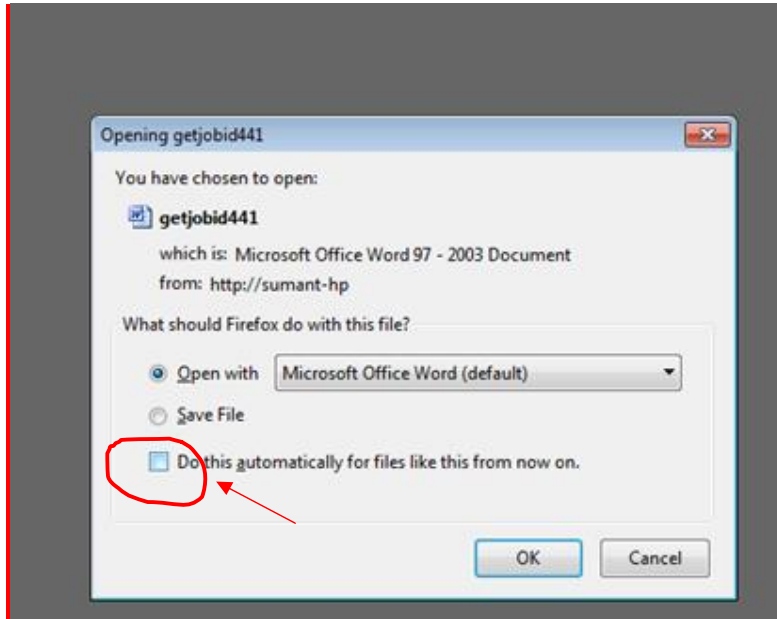 Opening getjobid441
You have chosen to open:
getjobid441
which is: Microsoft Office Word 97 - 2003 Document
from: http://sumant-hp
What should Firefox do with this file?
Open with Microsoft Office Word (default)
Save File
Do this automatically for files like this from now on.
OK Cancel